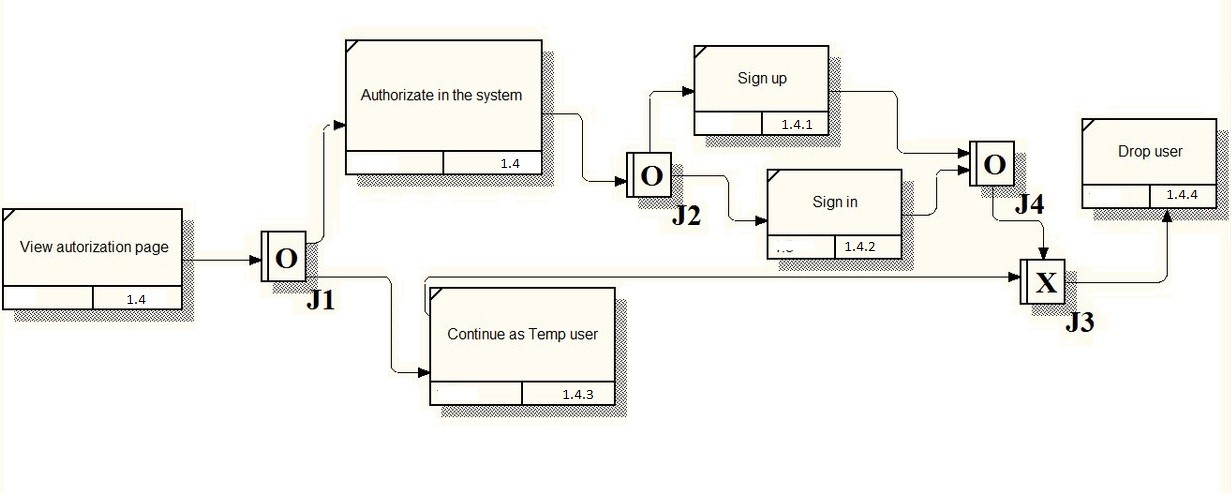 Authorizate in the system
1.4
Sign up
1.4.1
O
J2
Sign in
1.4.2
O
J4
Drop user
1.4.4
View autorization page
1.4
O
J1
X
J3
Continue as Temp user
1.4.3